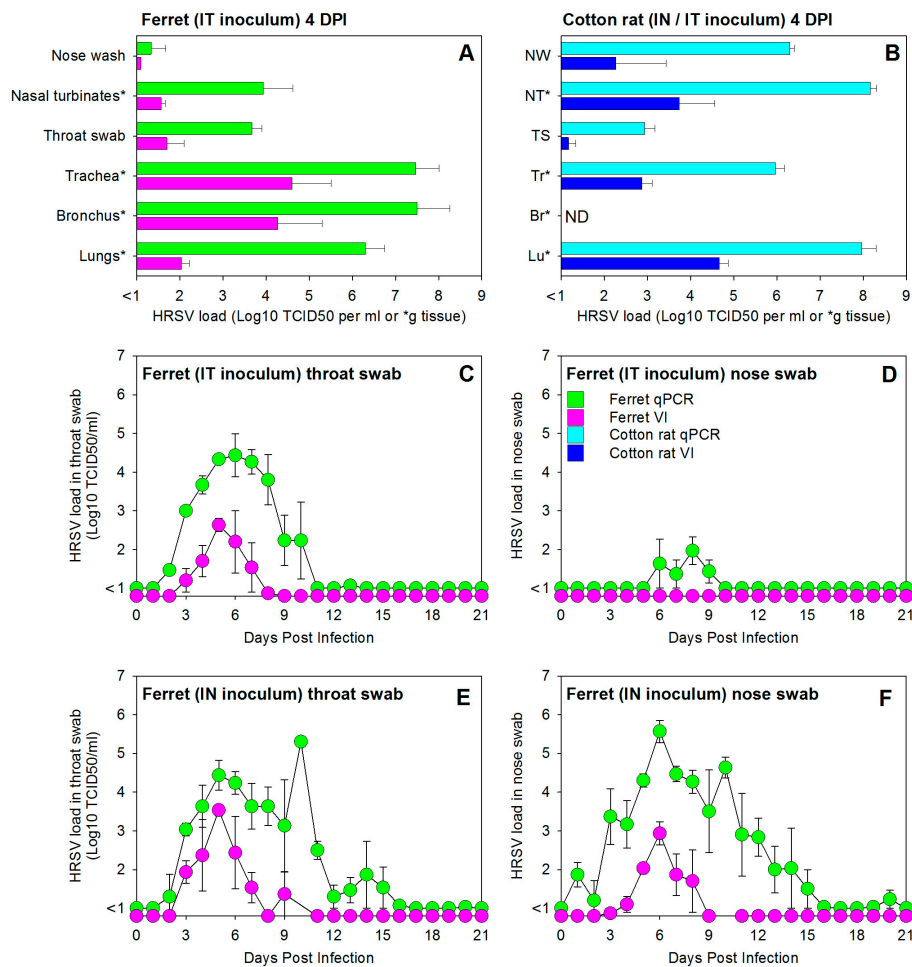 Ferret (IT inoculum) 4 DPI
A
Nose wash
Nasal turbinates*
Throat swab
Trachea*
Bronchus*
Lungs*
<1 2 3 4 5 6 7 8 9
HRSV load (Log10 TCID50 per ml or *g tissue)
Cotton rat (IN / IT inoculum) 4 DPI
B
NW
NT*
TS
Tr*
Br*
ND
Lu*
<1 2 3 4 5 6 7 8 9
HRSV load (Log10 TCID50 per ml or *g tissue)
Ferret (IT inoculum) throat swab
C
HRSV load in throat swab
(Log10 TCID50/ml)
7
6
5
4
3
2
<1
0 3 6 9 12 15 18 21
Days Post Infection
Ferret (IT inoculum) nose swab
D
Ferret qPCR
Ferret VI
Cotton rat qPCR
Cotton rat VI
HRSV load in nose swab
7
6
5
4
3
2
<1
0 3 6 9 12 15 18 21
Days Post Infection
Ferret (IN inoculum) throat swab
E
HRSV load in throat swab
(Log10 TCID50/ml)
7
6
5
4
3
2
<1
0 3 6 9 12 15 18 21
Days Post Infection
Ferret (IN inoculum) nose swab
F
HRSV load in nose swab
7
6
5
4
3
2
<1
0 3 6 9 12 15 18 21
Days Post Infection